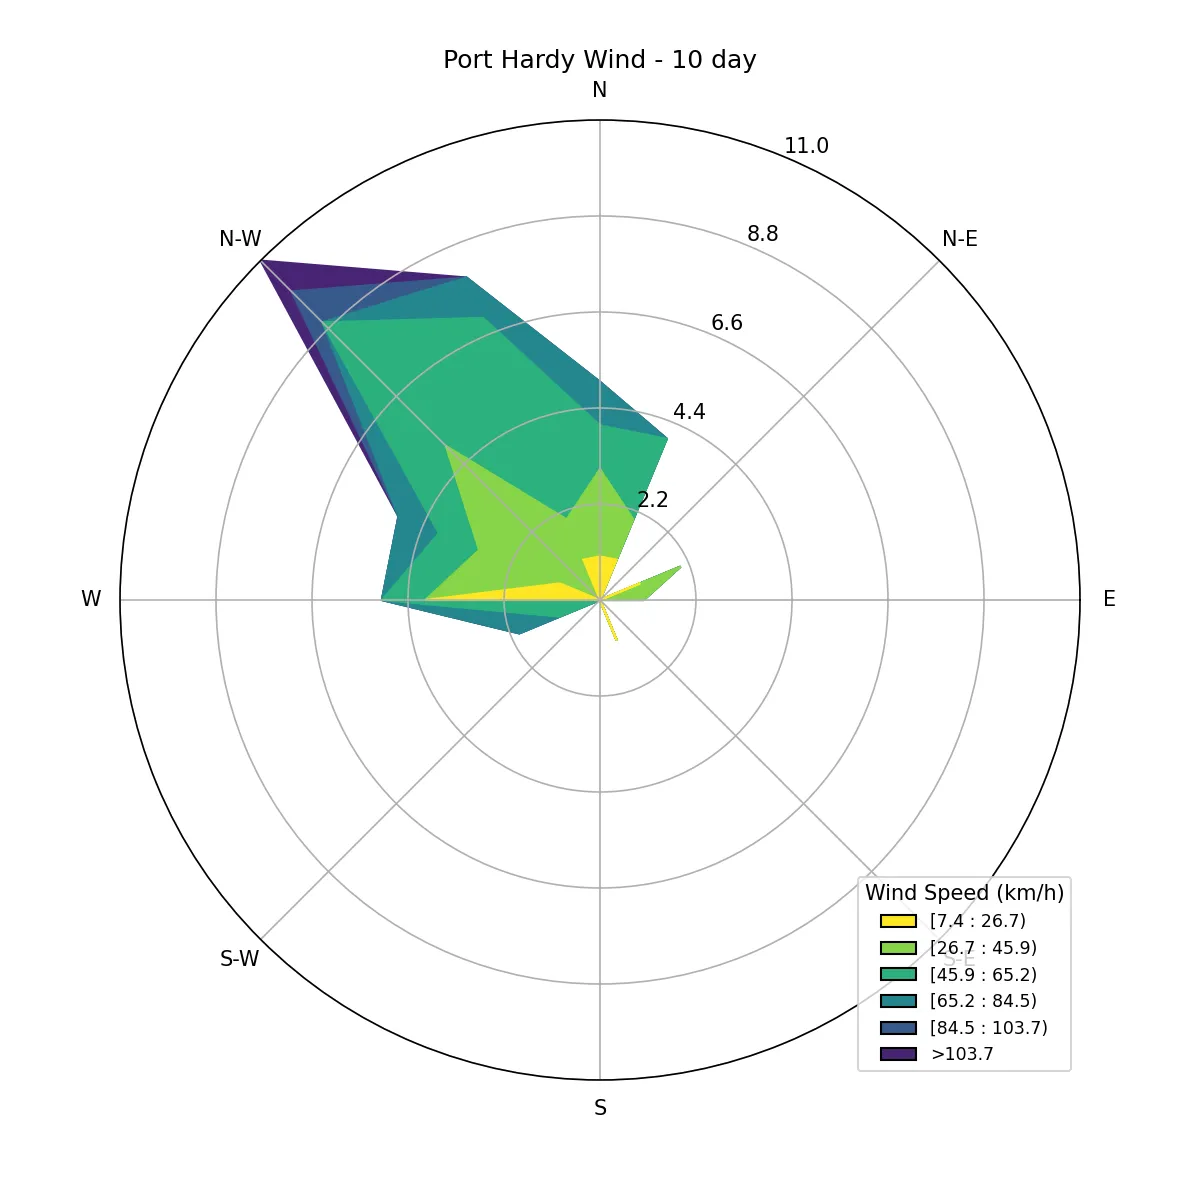 Port Hardy Wind - 10 day
N
11.0
N-W
8.8
N-E
6.6
4.4
2.2
W
E
S-W
S-E
S
Wind Speed (km/h)
[7.4 : 26.7)
[26.7 : 45.9)
[45.9 : 65.2)
[65.2 : 84.5)
[84.5 : 103.7)
>103.7